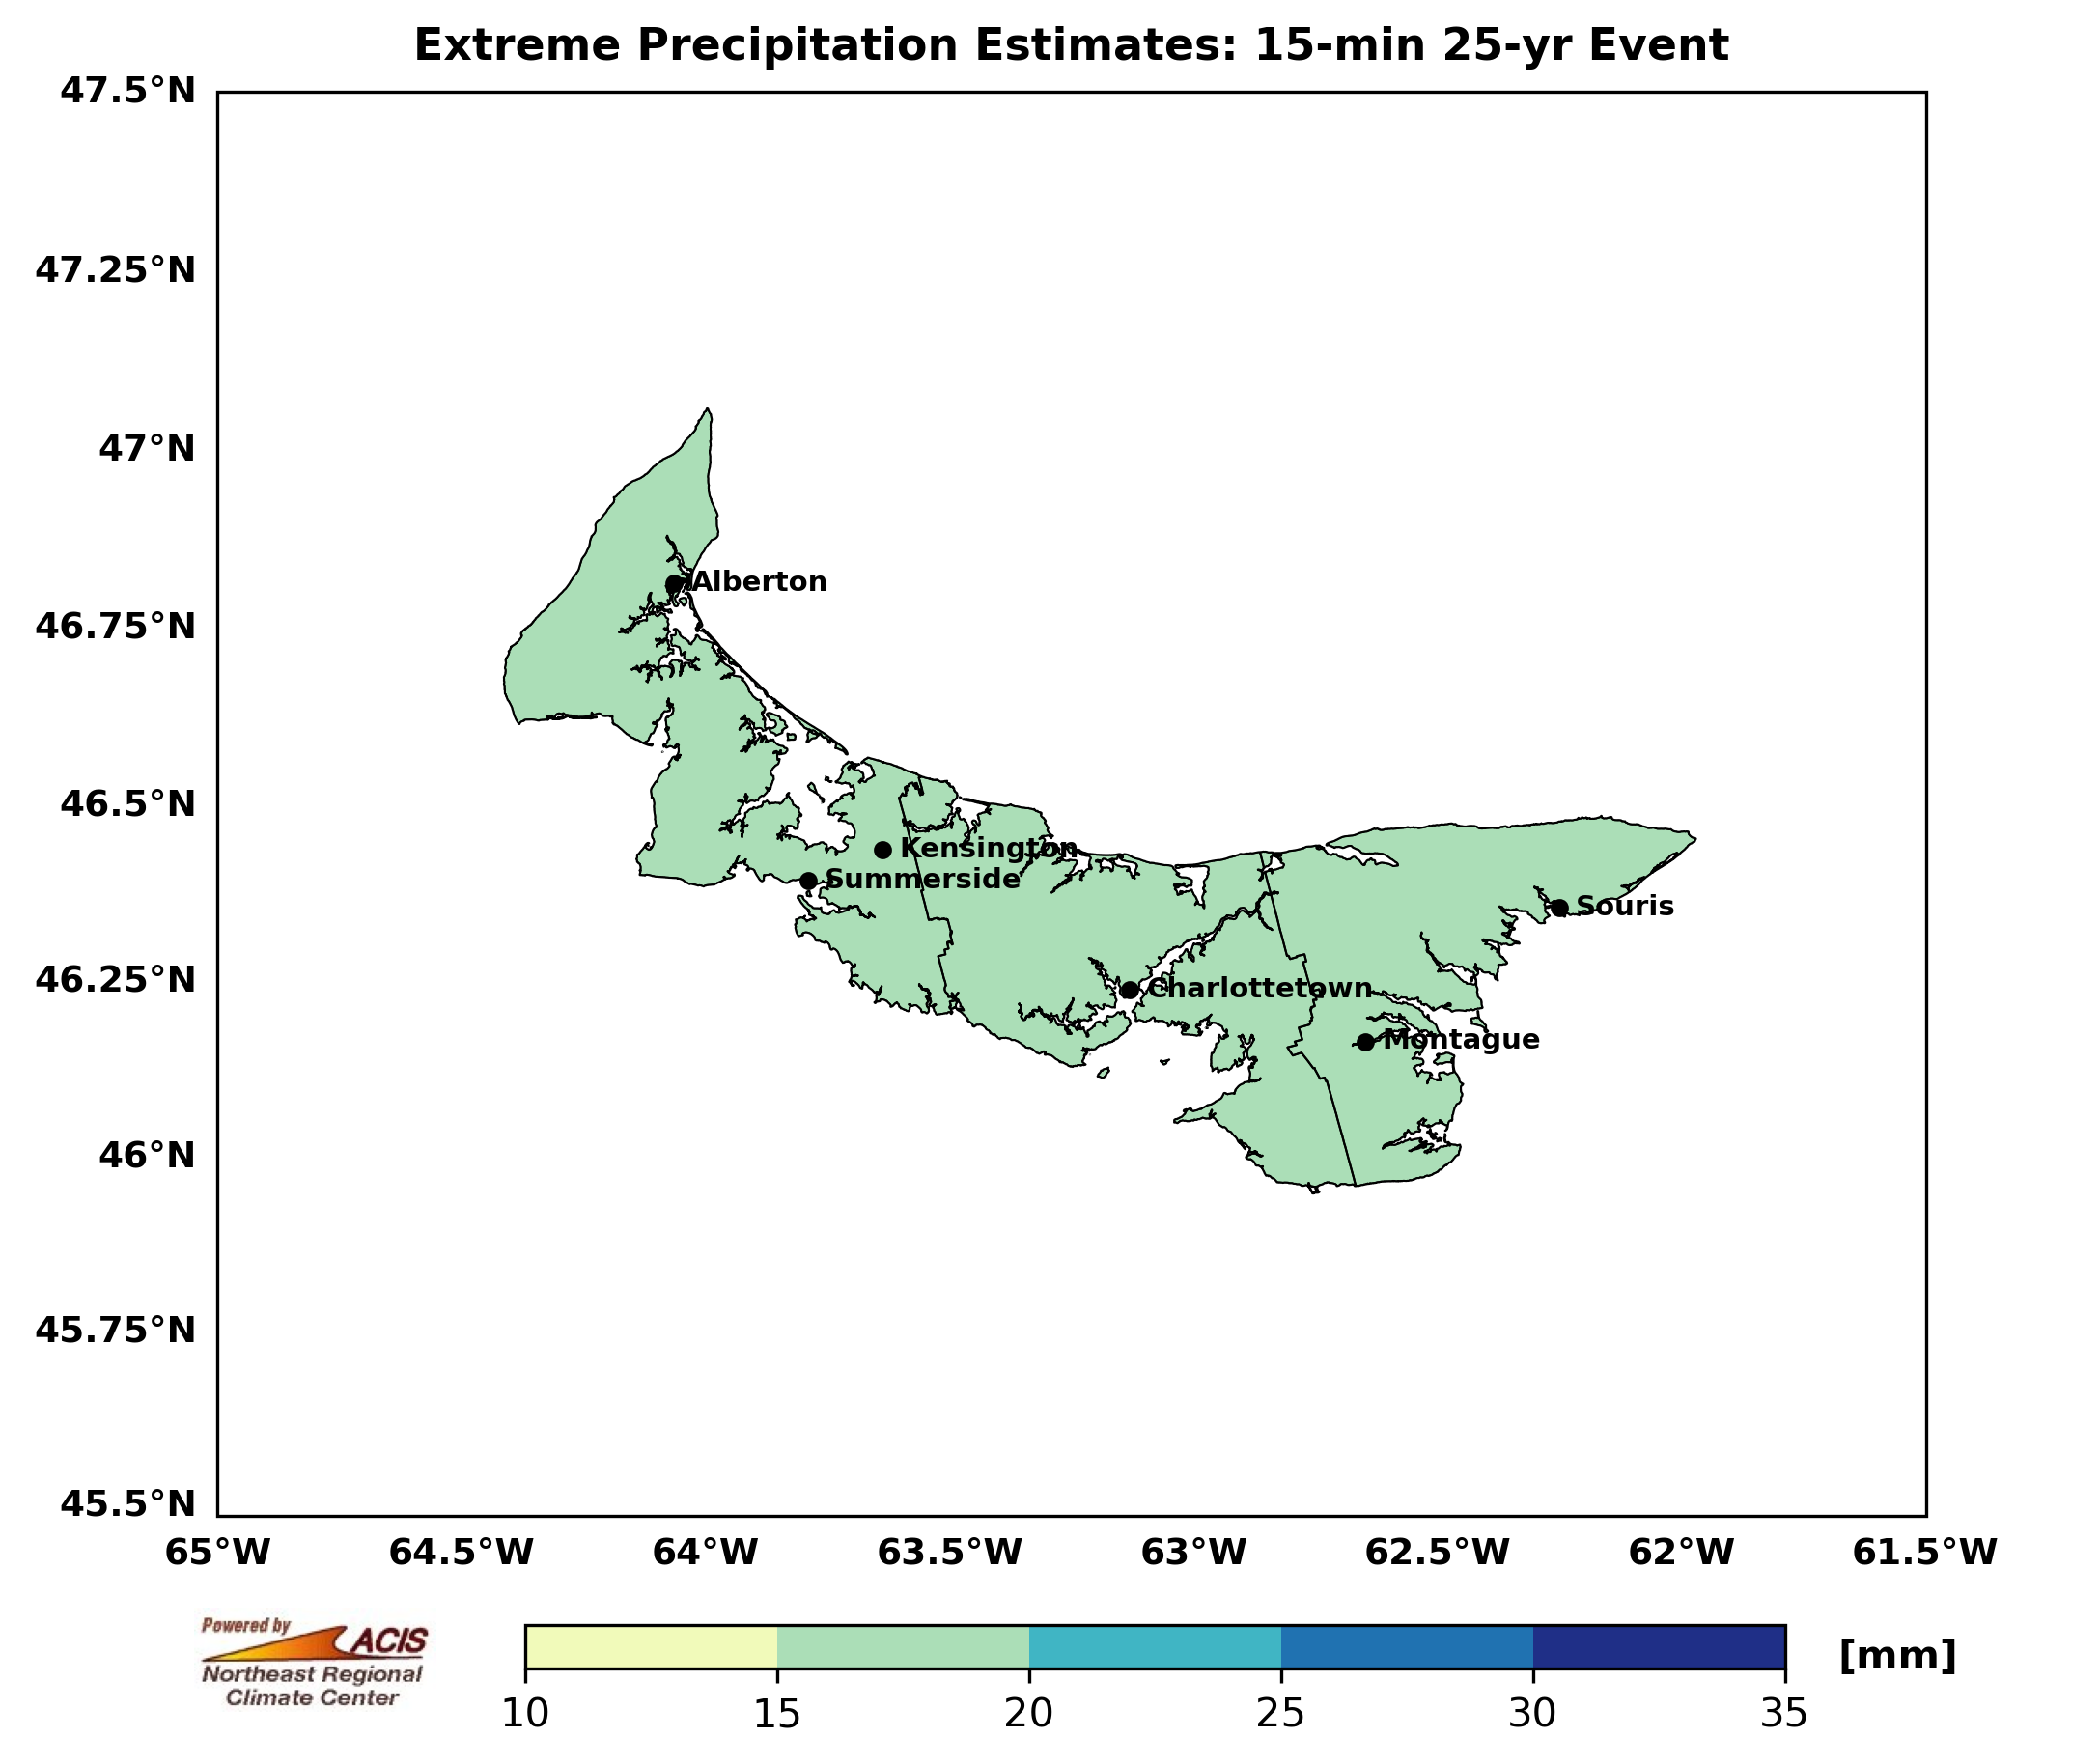 Extreme Precipitation Estimates: 15-min 25-yr Event
47.5°N
47.25°N
47°N
46.75°N
46.5°N
46.25°N
46°N
45.75°N
45.5°N
Alberton
Kensington
Summerside
Souris
Charlottetown
Montague
65°W 64.5°W 64°W 63.5°W 63°W 62.5°W 62°W 61.5°W
Powered by
ACIS
Northeast Regional
Climate Center
[mm]
10 15 20 25 30 35